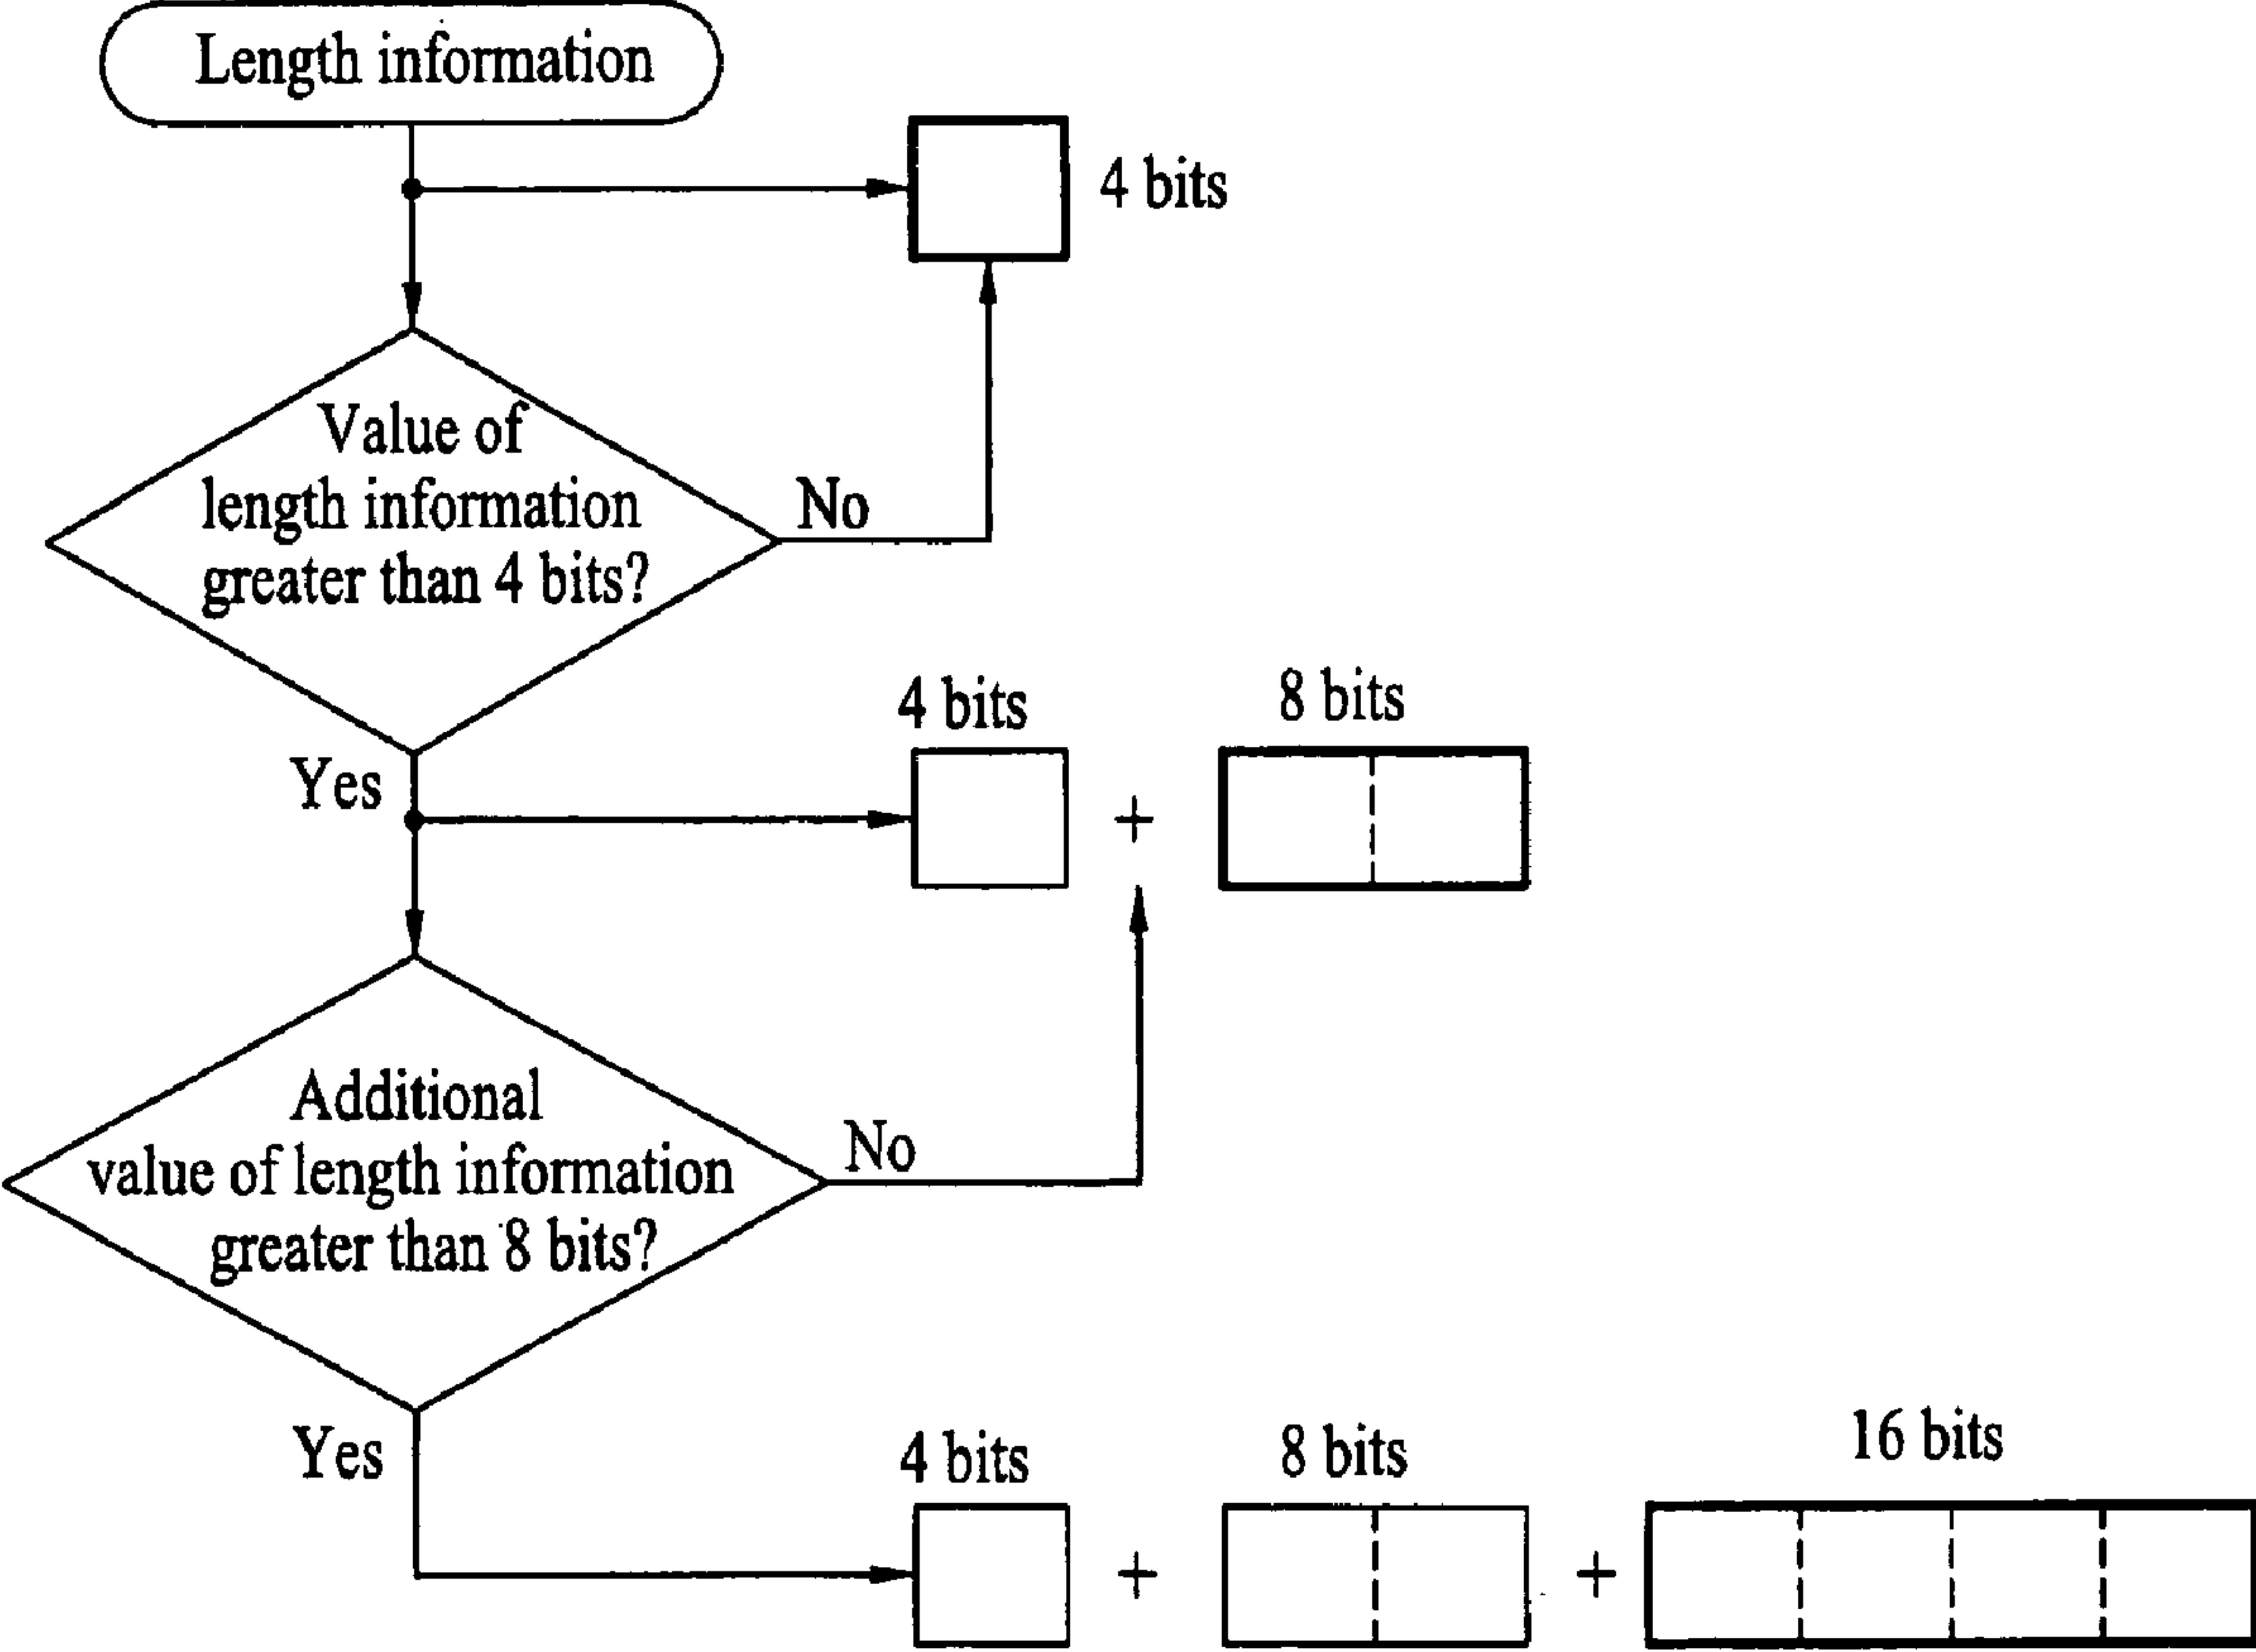 Length information
4 bits
Value of
length information
greater than 4 bits?
No
Yes
4 bits
+
8 bits
Additional
value of length information
greater than 8 bits?
No
Yes
4 bits
+
8 bits
+
16 bits